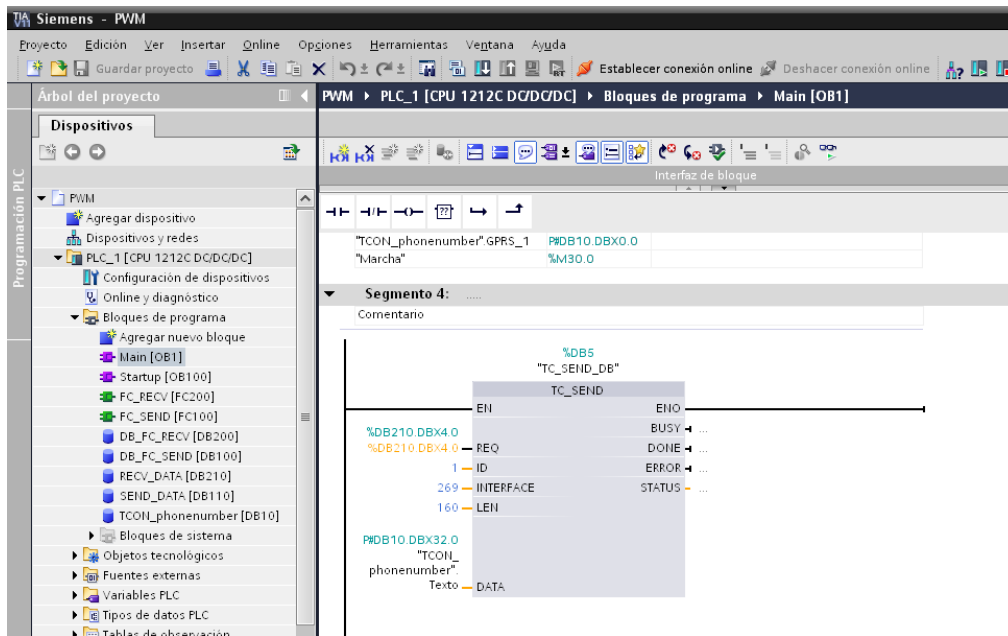 Siemens - PWM
Proyecto Edición Ver Insertar Online Opciones Herramientas Ventana Ayuda
Guardar proyecto Establecer conexión online Deshacer conexión online
Árbol del proyecto
PWM PLC_1 [CPU 1212C DC/DC/DC] Bloques de programa Main [OB1]
Dispositivos
Programación PLC
Interfaz de bloque
PWM
Agregar dispositivo
Dispositivos y redes
PLC_1 [CPU 1212C DC/DC/DC]
Configuración de dispositivos
Online y diagnóstico
Bloques de programa
Agregar nuevo bloque
Main [OB1]
Startup [OB100]
FC_RECV [FC200]
FC_SEND [FC100]
DB_FC_RECV [DB200]
DB_FC_SEND [DB100]
RECV_DATA [DB210]
SEND_DATA [DB110]
TCON_phonenumber [DB10]
Bloques de sistema
Objetos tecnológicos
Fuentes externas
Variables PLC
Tipos de datos PLC
Tablas de observación
??
"TCON_phonenumber".GPRS_1 P#DB10.DBX0.0
"Marcha" %M30.0
Segmento 4: .....
Comentario
%DB5
"TC_SEND_DB"
TC_SEND
EN ENO
BUSY ...
%DB210.DBX4.0
%DB210.DBX4.0 REQ DONE ...
1 ID ERROR ...
269 INTERFACE STATUS ...
160 LEN
P#DB10.DBX32.0
"TCON_
phonenumber".
Texto DATA